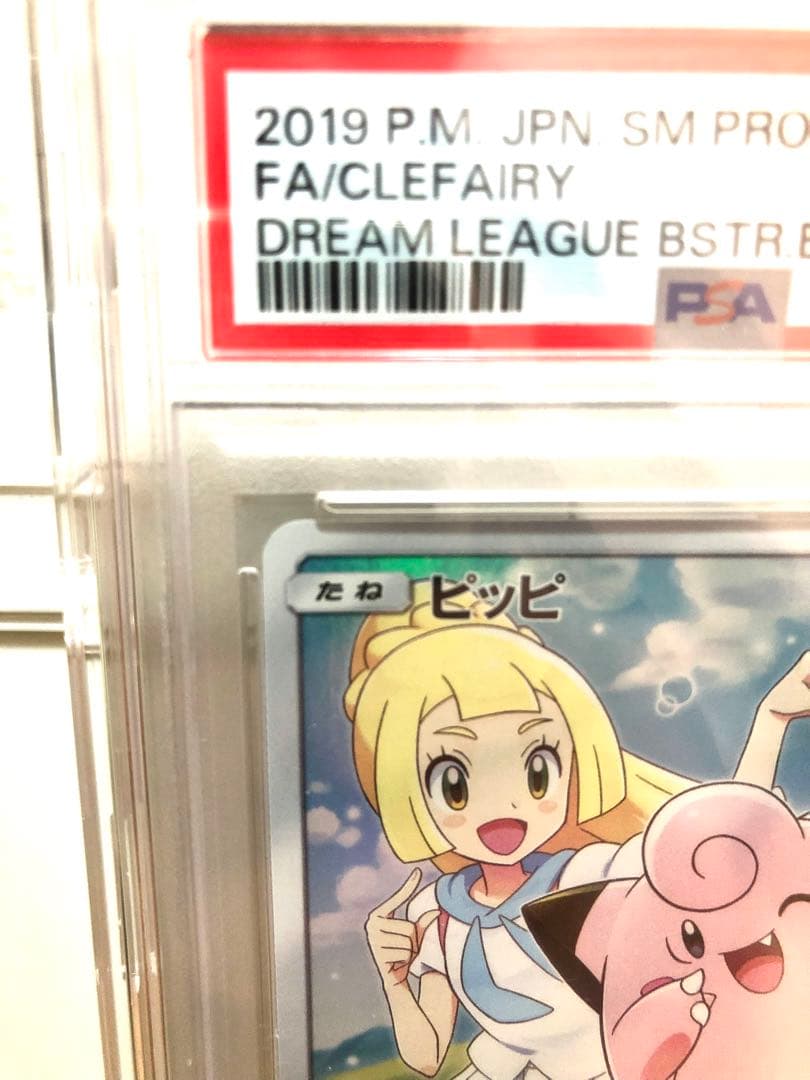 2019 P.M. JPN. SM PRO
FA/CLEFAIRY
DREAM LEAGUE BSTR.B
PSA
たね ピッピ